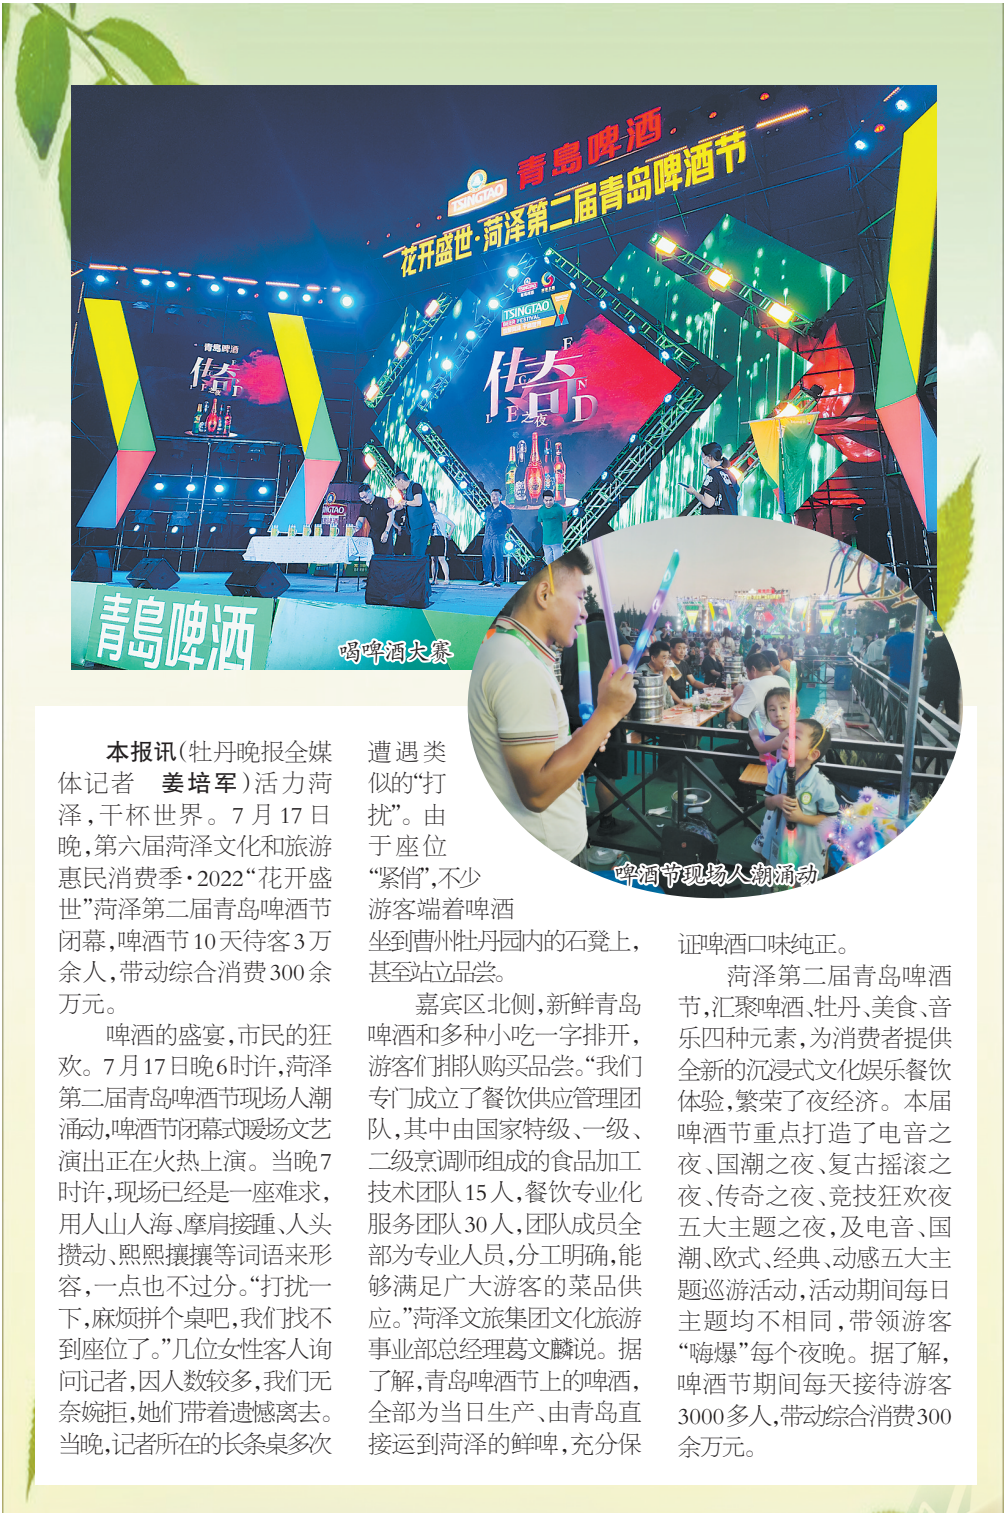 青島啤酒
TSINGTAO
花开盛世·菏泽第二届青岛啤酒节
TSINGTAO
BEER FESTIVAL
青島啤酒
传奇
传奇
LEGEND
之夜
TSINGTAO
青島啤酒
喝啤酒大赛
啤酒节现场人潮涌动
本报讯(牡丹晚报全媒
体记者 姜培军)活力菏
泽,干杯世界。7月17日
晚,第六届菏泽文化和旅游
惠民消费季·2022“花开盛
世”菏泽第二届青岛啤酒节
闭幕,啤酒节10天待客3万
余人,带动综合消费300余
万元。
啤酒的盛宴,市民的狂
欢。7月17日晚6时许,菏泽
第二届青岛啤酒节现场人潮
涌动,啤酒节闭幕式暖场文艺
演出正在火热上演。当晚7
时许,现场已经是一座难求,
用人山人海、摩肩接踵、人头
攒动、熙熙攘攘等词语来形
容,一点也不过分。“打扰一
下,麻烦拼个桌吧,我们找不
到座位了。”几位女性客人询
问记者,因人数较多,我们无
奈婉拒,她们带着遗憾离去。
当晚,记者所在的长条桌多次
遭遇类
似的“打
扰”。由
于座位
“紧俏”,不少
游客端着啤酒
坐到曹州牡丹园内的石凳上,
甚至站立品尝。
嘉宾区北侧,新鲜青岛
啤酒和多种小吃一字排开,
游客们排队购买品尝。“我们
专门成立了餐饮供应管理团
队,其中由国家特级、一级、
二级烹调师组成的食品加工
技术团队15人,餐饮专业化
服务团队30人,团队成员全
部为专业人员,分工明确,能
够满足广大游客的菜品供
应。”菏泽文旅集团文化旅游
事业部总经理葛文麟说。据
了解,青岛啤酒节上的啤酒,
全部为当日生产、由青岛直
接运到菏泽的鲜啤,充分保
证啤酒口味纯正。
菏泽第二届青岛啤酒
节,汇聚啤酒、牡丹、美食、音
乐四种元素,为消费者提供
全新的沉浸式文化娱乐餐饮
体验,繁荣了夜经济。本届
啤酒节重点打造了电音之
夜、国潮之夜、复古摇滚之
夜、传奇之夜、竞技狂欢夜
五大主题之夜,及电音、国
潮、欧式、经典、动感五大主
题巡游活动,活动期间每日
主题均不相同,带领游客
“嗨爆”每个夜晚。据了解,
啤酒节期间每天接待游客
3000多人,带动综合消费300
余万元。